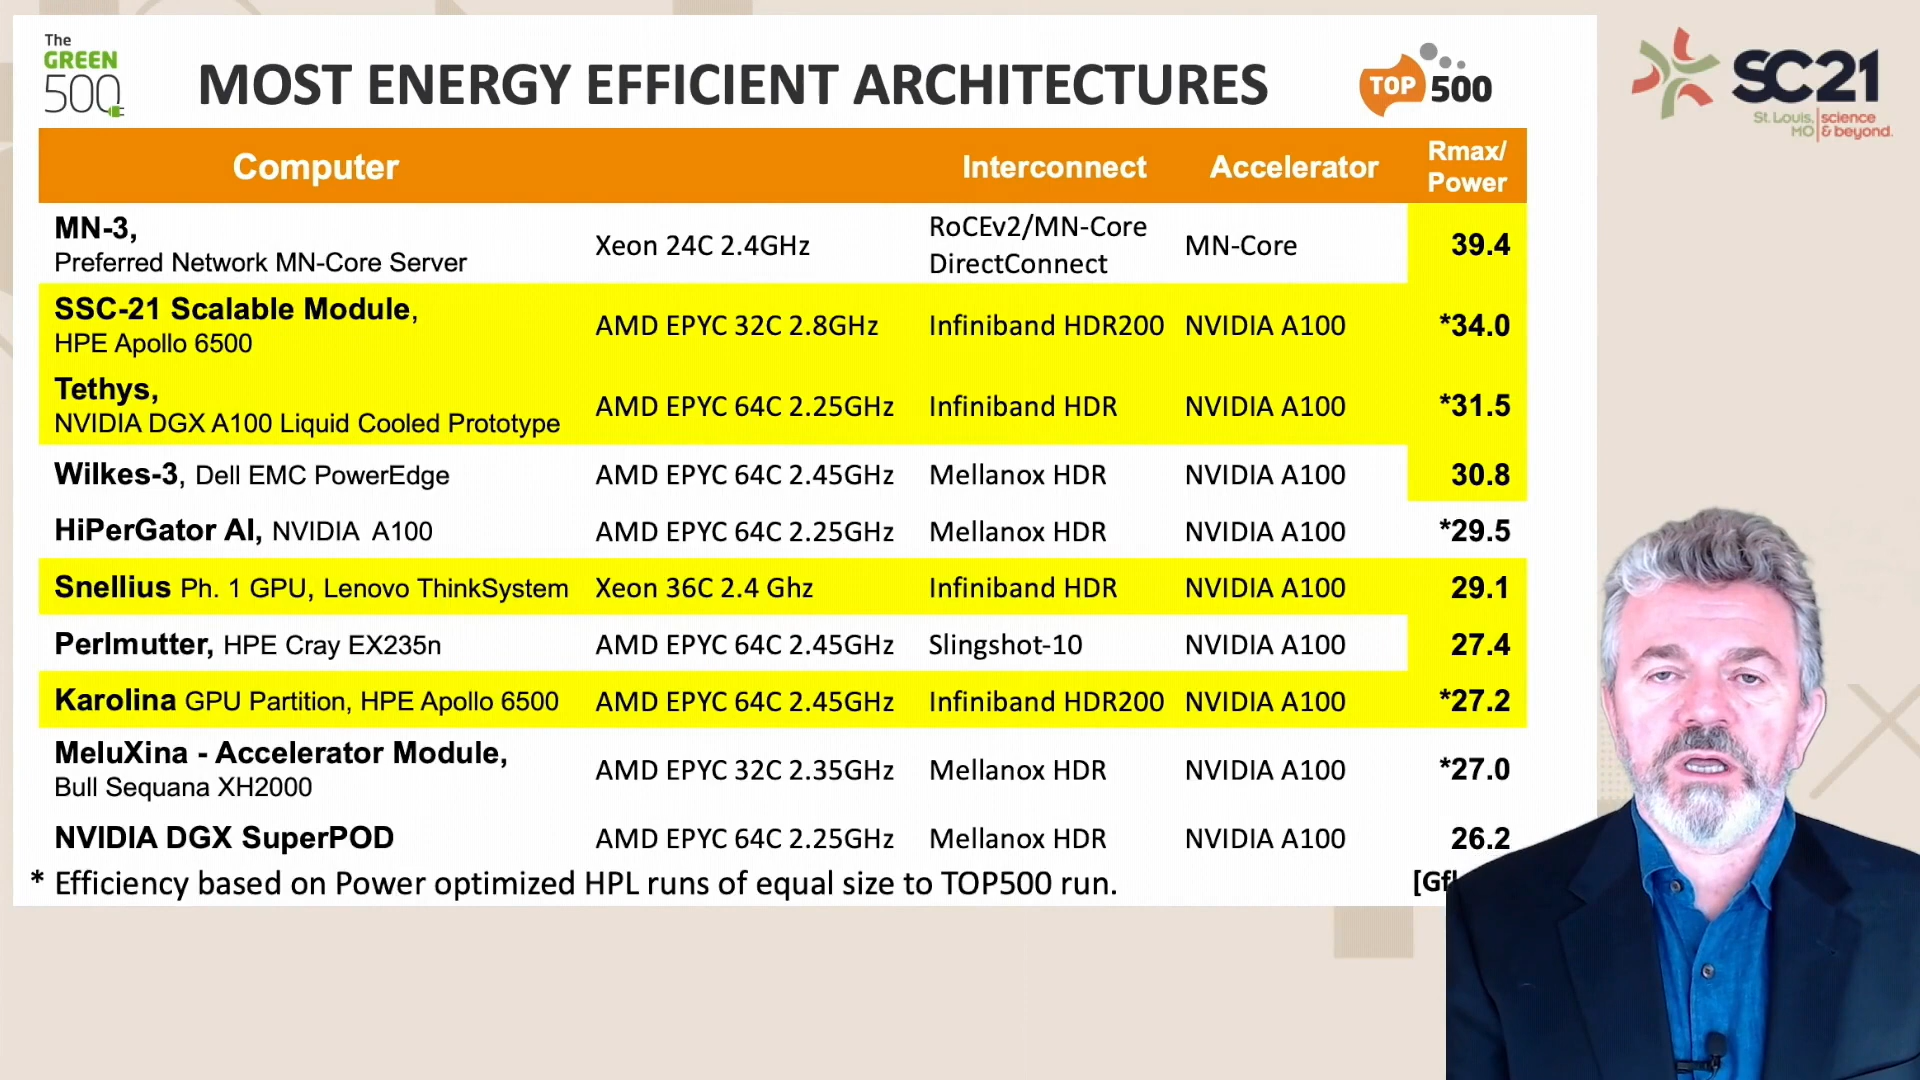 The
GREEN
500
MOST ENERGY EFFICIENT ARCHITECTURES
TOP 500
SC21
St. Louis, MO | science & beyond.
Computer Interconnect Accelerator Rmax/ Power
MN-3,
Preferred Network MN-Core Server
Xeon 24C 2.4GHz
RoCEv2/MN-Core
DirectConnect
MN-Core
39.4
SSC-21 Scalable Module,
HPE Apollo 6500
AMD EPYC 32C 2.8GHz
Infiniband HDR200
NVIDIA A100
*34.0
Tethys,
NVIDIA DGX A100 Liquid Cooled Prototype
AMD EPYC 64C 2.25GHz
Infiniband HDR
NVIDIA A100
*31.5
Wilkes-3, Dell EMC PowerEdge AMD EPYC 64C 2.45GHz Mellanox HDR NVIDIA A100 30.8
HiPerGator AI, NVIDIA A100 AMD EPYC 64C 2.25GHz Mellanox HDR NVIDIA A100 *29.5
Snellius Ph. 1 GPU, Lenovo ThinkSystem Xeon 36C 2.4 Ghz Infiniband HDR NVIDIA A100 29.1
Perlmutter, HPE Cray EX235n AMD EPYC 64C 2.45GHz Slingshot-10 NVIDIA A100 27.4
Karolina GPU Partition, HPE Apollo 6500 AMD EPYC 64C 2.45GHz Infiniband HDR200 NVIDIA A100 *27.2
MeluXina - Accelerator Module,
Bull Sequana XH2000
AMD EPYC 32C 2.35GHz
Mellanox HDR
NVIDIA A100
*27.0
NVIDIA DGX SuperPOD AMD EPYC 64C 2.25GHz Mellanox HDR NVIDIA A100 26.2
* Efficiency based on Power optimized HPL runs of equal size to TOP500 run.